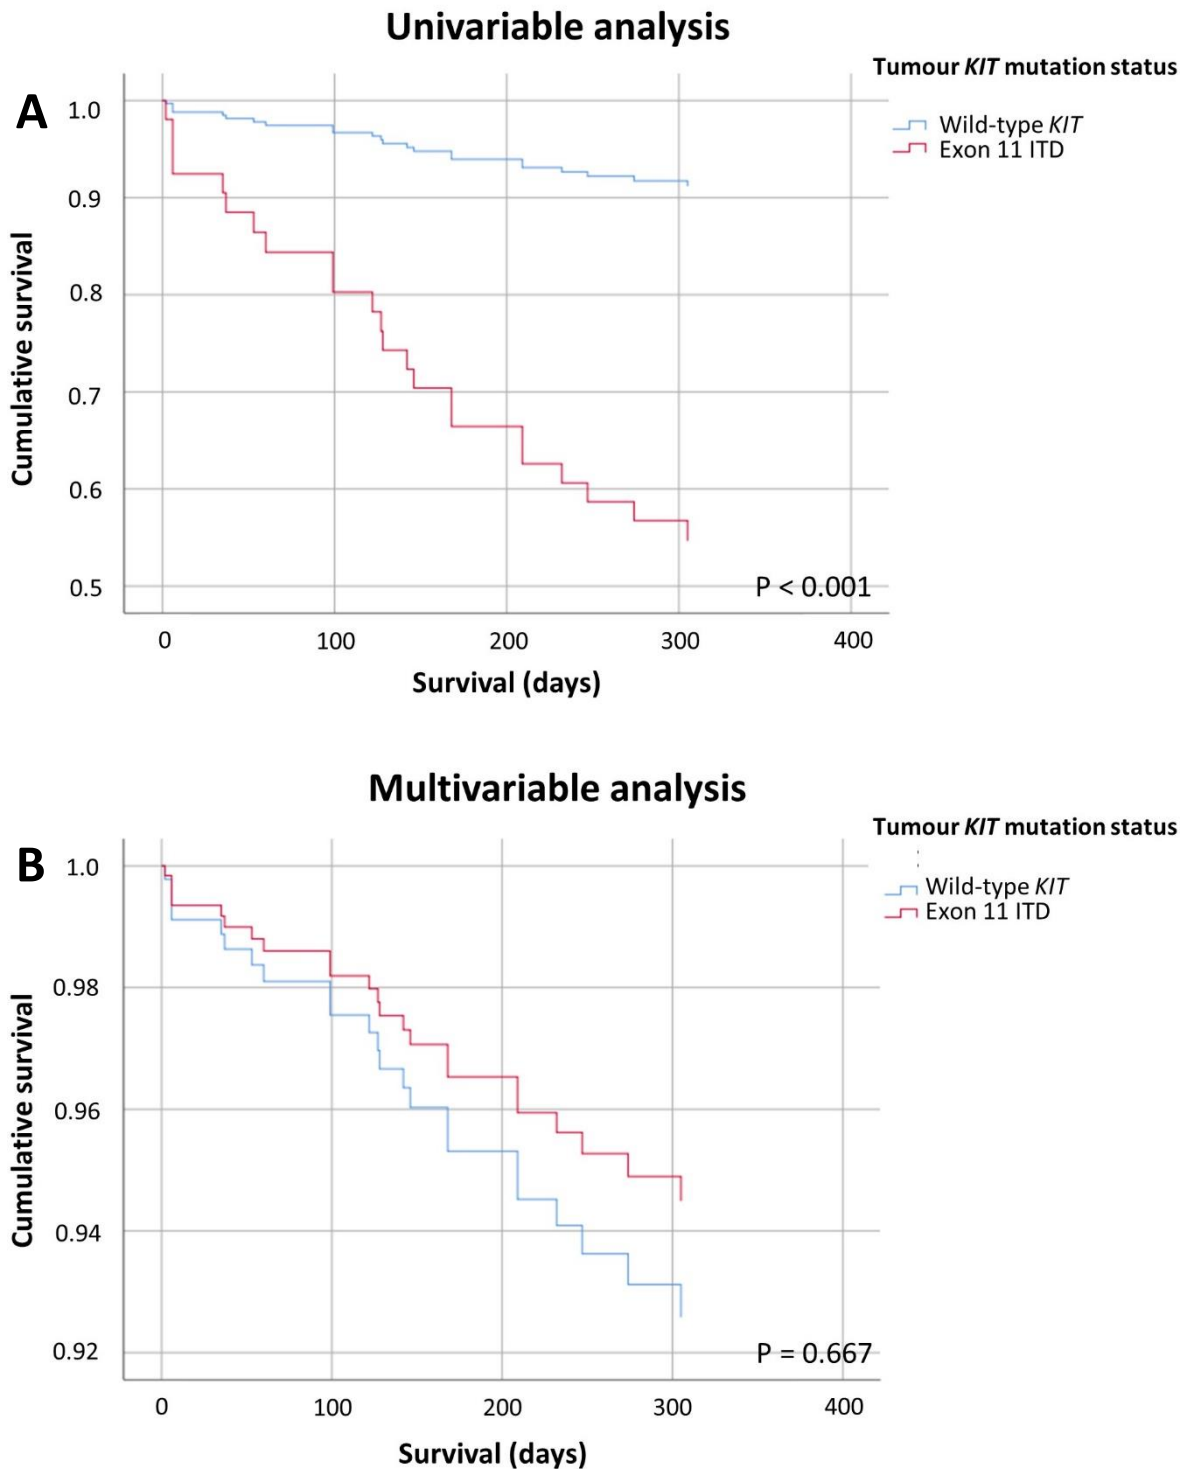 Univariable analysis
Tumour KIT mutation status
A
Wild-type KIT
Exon 11 ITD
1.0
0.9
0.8
0.7
0.6
0.5
Cumulative survival
P < 0.001
0 100 200 300 400
Survival (days)
Multivariable analysis
Tumour KIT mutation status
B
Wild-type KIT
Exon 11 ITD
1.0
0.98
0.96
0.94
0.92
Cumulative survival
P = 0.667
0 100 200 300 400
Survival (days)